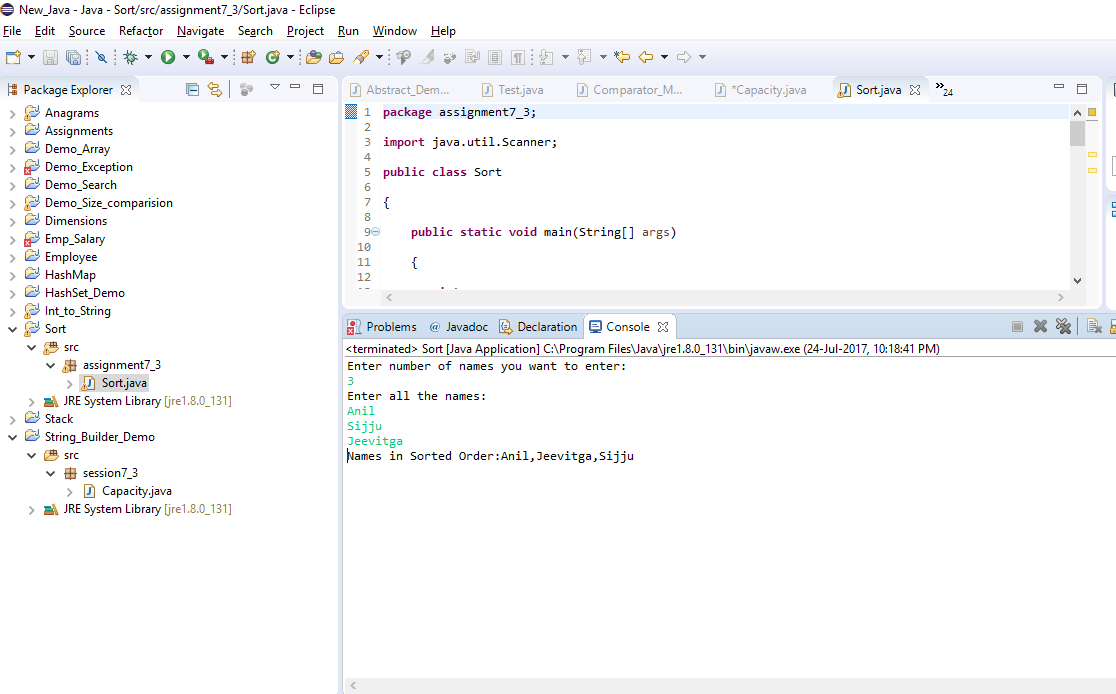 New_Java - Java - Sort/src/assignment7_3/Sort.java - Eclipse
File Edit Source Refactor Navigate Search Project Run Window Help
Package Explorer
Anagrams
Assignments
Demo_Array
Demo_Exception
Demo_Search
Demo_Size_comparision
Dimensions
Emp_Salary
Employee
HashMap
HashSet_Demo
Int_to_String
Sort
src
assignment7_3
Sort.java
JRE System Library [jre1.8.0_131]
Stack
String_Builder_Demo
src
session7_3
Capacity.java
JRE System Library [jre1.8.0_131]
Abstract_Dem... Test.java Comparator_M... *Capacity.java Sort.java »24
1 package assignment7_3;
2
3 import java.util.Scanner;
4
5 public class Sort
6
7 {
8
9 public static void main(String[] args)
10
11 {
12
Problems @ Javadoc Declaration Console
<terminated> Sort [Java Application] C:\Program Files\Java\jre1.8.0_131\bin\javaw.exe (24-Jul-2017, 10:18:41 PM)
Enter number of names you want to enter:
3
Enter all the names:
Anil
Sijju
Jeevitga
Names in Sorted Order:Anil,Jeevitga,Sijju